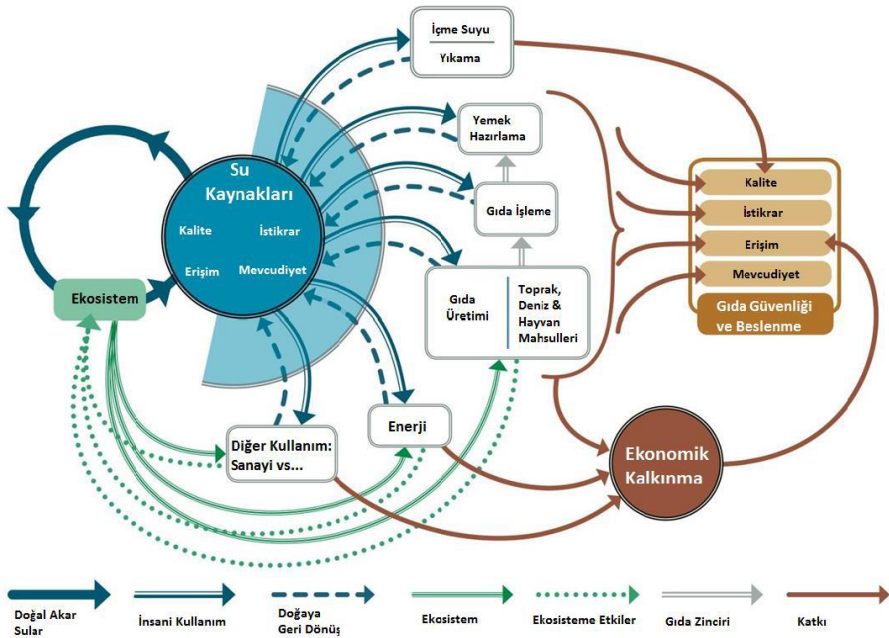 İçme Suyu
Yıkama
Yemek
Hazırlama
Su
Kaynakları
Kalite
İstikrar
Erişim
Mevcudiyet
Gıda İşleme
Kalite
İstikrar
Erişim
Mevcudiyet
Gıda Güvenliği
ve Beslenme
Ekosistem
Gıda
Üretimi
Toprak,
Deniz &
Hayvan
Mahsulleri
Diğer Kullanım:
Sanayi vs...
Enerji
Ekonomik
Kalkınma
Doğal Akar
Sular
İnsani Kullanım
Doğaya
Geri Dönüş
Ekosistem
Ekosisteme Etkiler
Gıda Zinciri
Katkı